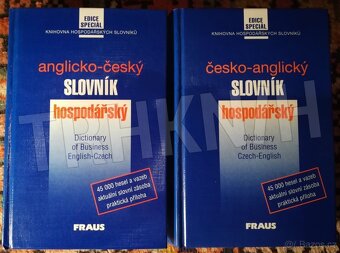 EDICE
SPECIÁL
KNIHOVNA HOSPODÁŘSKÝCH SLOVNÍKŮ
anglicko-český
SLOVNÍK
hospodářský
Dictionary
of Business
English-Czech
45 000 hesel a vazeb
aktuální slovní zásoba
praktická příloha
FRAUS
EDICE
SPECIÁL
KNIHOVNA HOSPODÁŘSKÝCH SLOVNÍKŮ
česko-anglický
SLOVNÍK
hospodářský
Dictionary
of Business
Czech-English
45 000 hesel a vazeb
aktuální slovní zásoba
praktická příloha
FRAUS